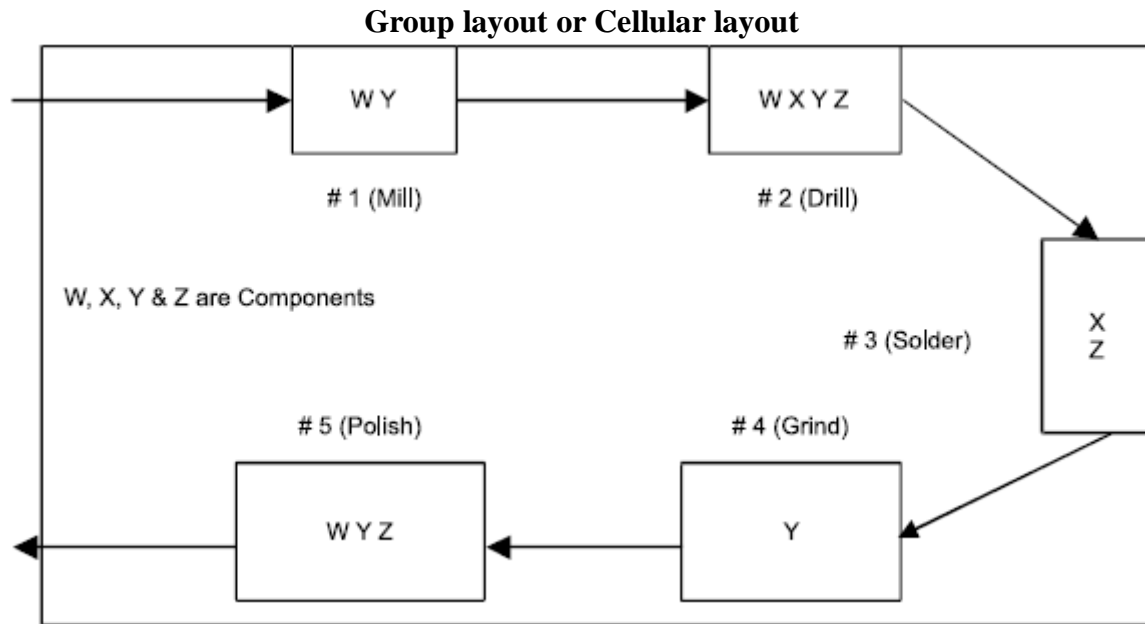 Group layout or Cellular layout
W Y
W X Y Z
# 1 (Mill)
# 2 (Drill)
W, X, Y & Z are Components
# 3 (Solder)
X
Z
# 5 (Polish)
# 4 (Grind)
W Y Z
Y